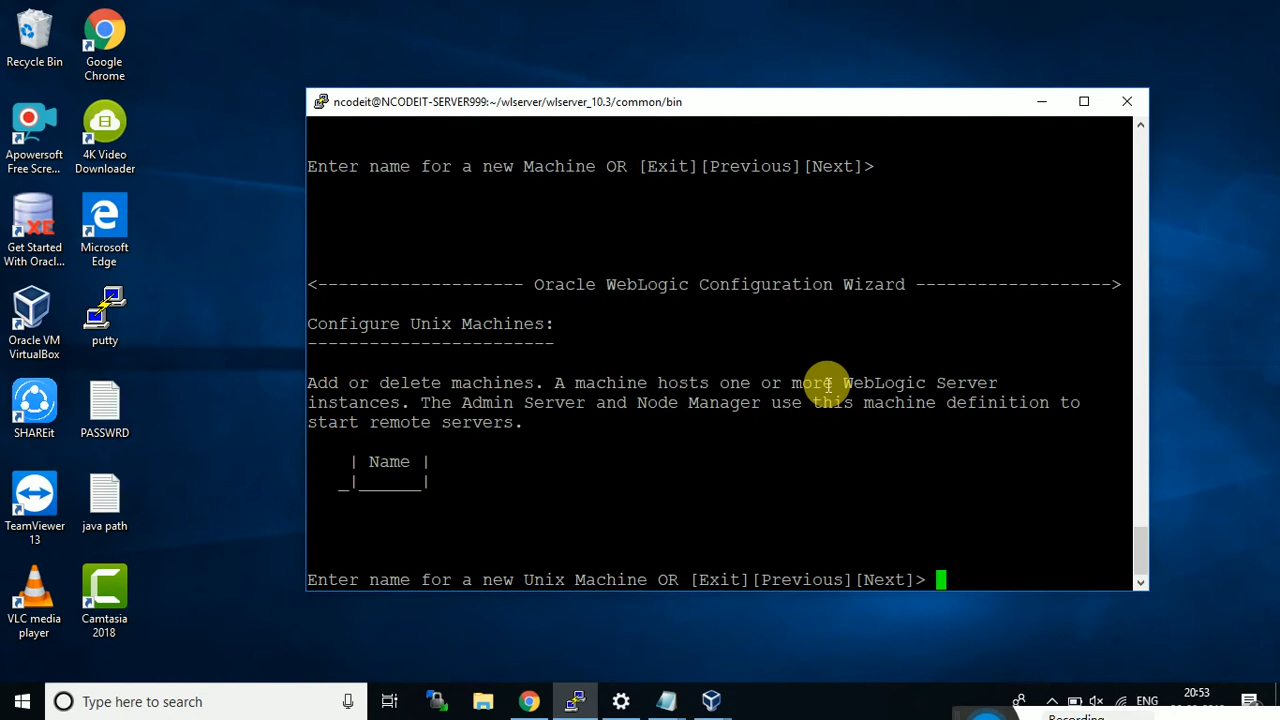 Recycle Bin
Google
Chrome
Apowersoft
Free Scre...
4K Video
Downloader
Get Started
With Oracl...
Microsoft
Edge
Oracle VM
VirtualBox
putty
SHAREit
PASSWRD
TeamViewer
13
java path
VLC media
player
Camtasia
2018
ncodeit@NCODEIT-SERVER999:~/wlserver/wlserver_10.3/common/bin
Enter name for a new Machine OR [Exit][Previous][Next]>
<------------------- Oracle WebLogic Configuration Wizard ------------------->
Configure Unix Machines:
------------------------
Add or delete machines. A machine hosts one or more WebLogic Server
instances. The Admin Server and Node Manager use this machine definition to
start remote servers.
| Name |
_|______|
Enter name for a new Unix Machine OR [Exit][Previous][Next]>
Type here to search
ENG
20:53
Recording